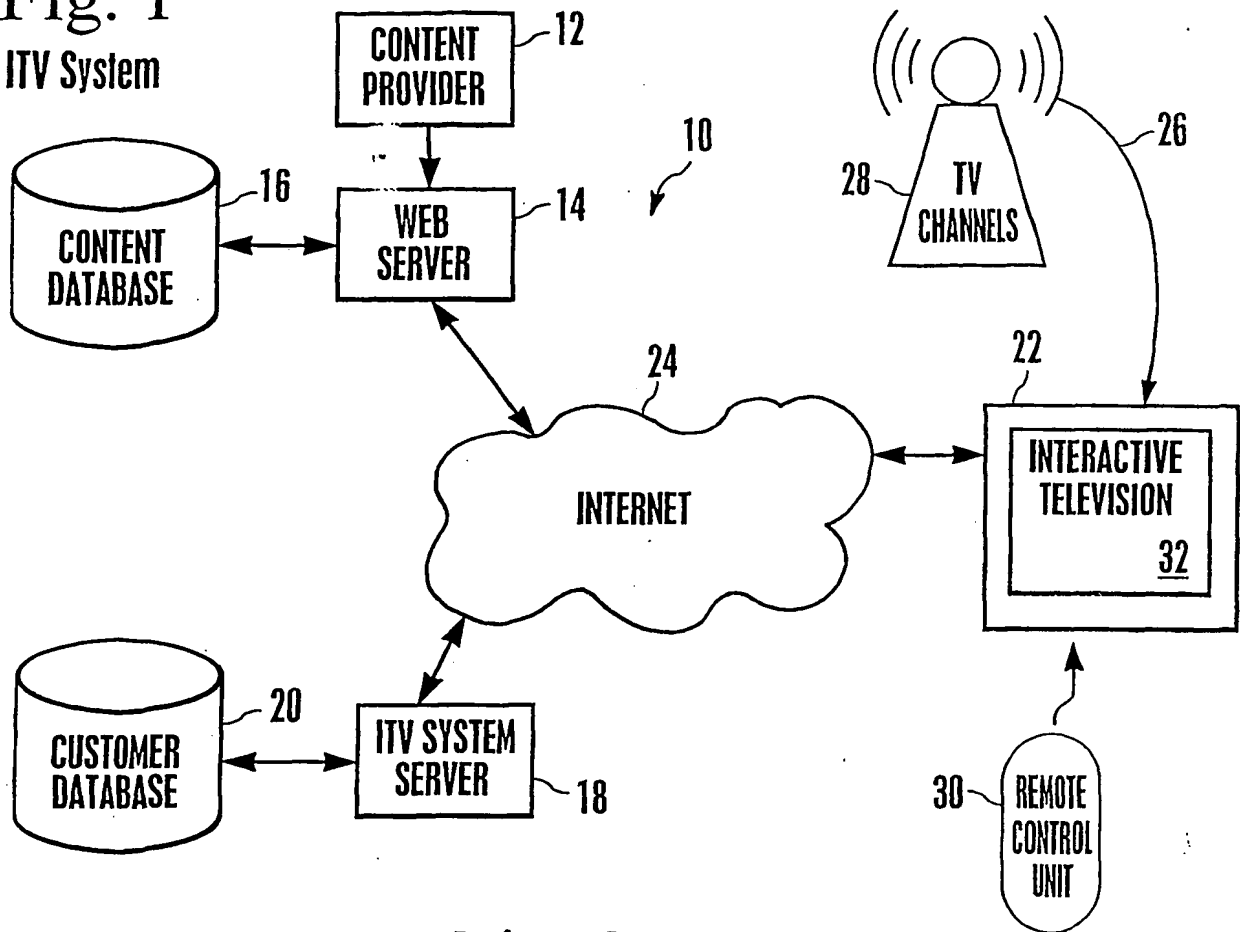 Fig. 1
ITV System
CONTENT
PROVIDER
12
10
26
28
TV
CHANNELS
16
CONTENT
DATABASE
14
WEB
SERVER
24
22
INTERNET
INTERACTIVE
TELEVISION
32
20
CUSTOMER
DATABASE
ITV SYSTEM
SERVER
18
30
REMOTE
CONTROL
UNIT